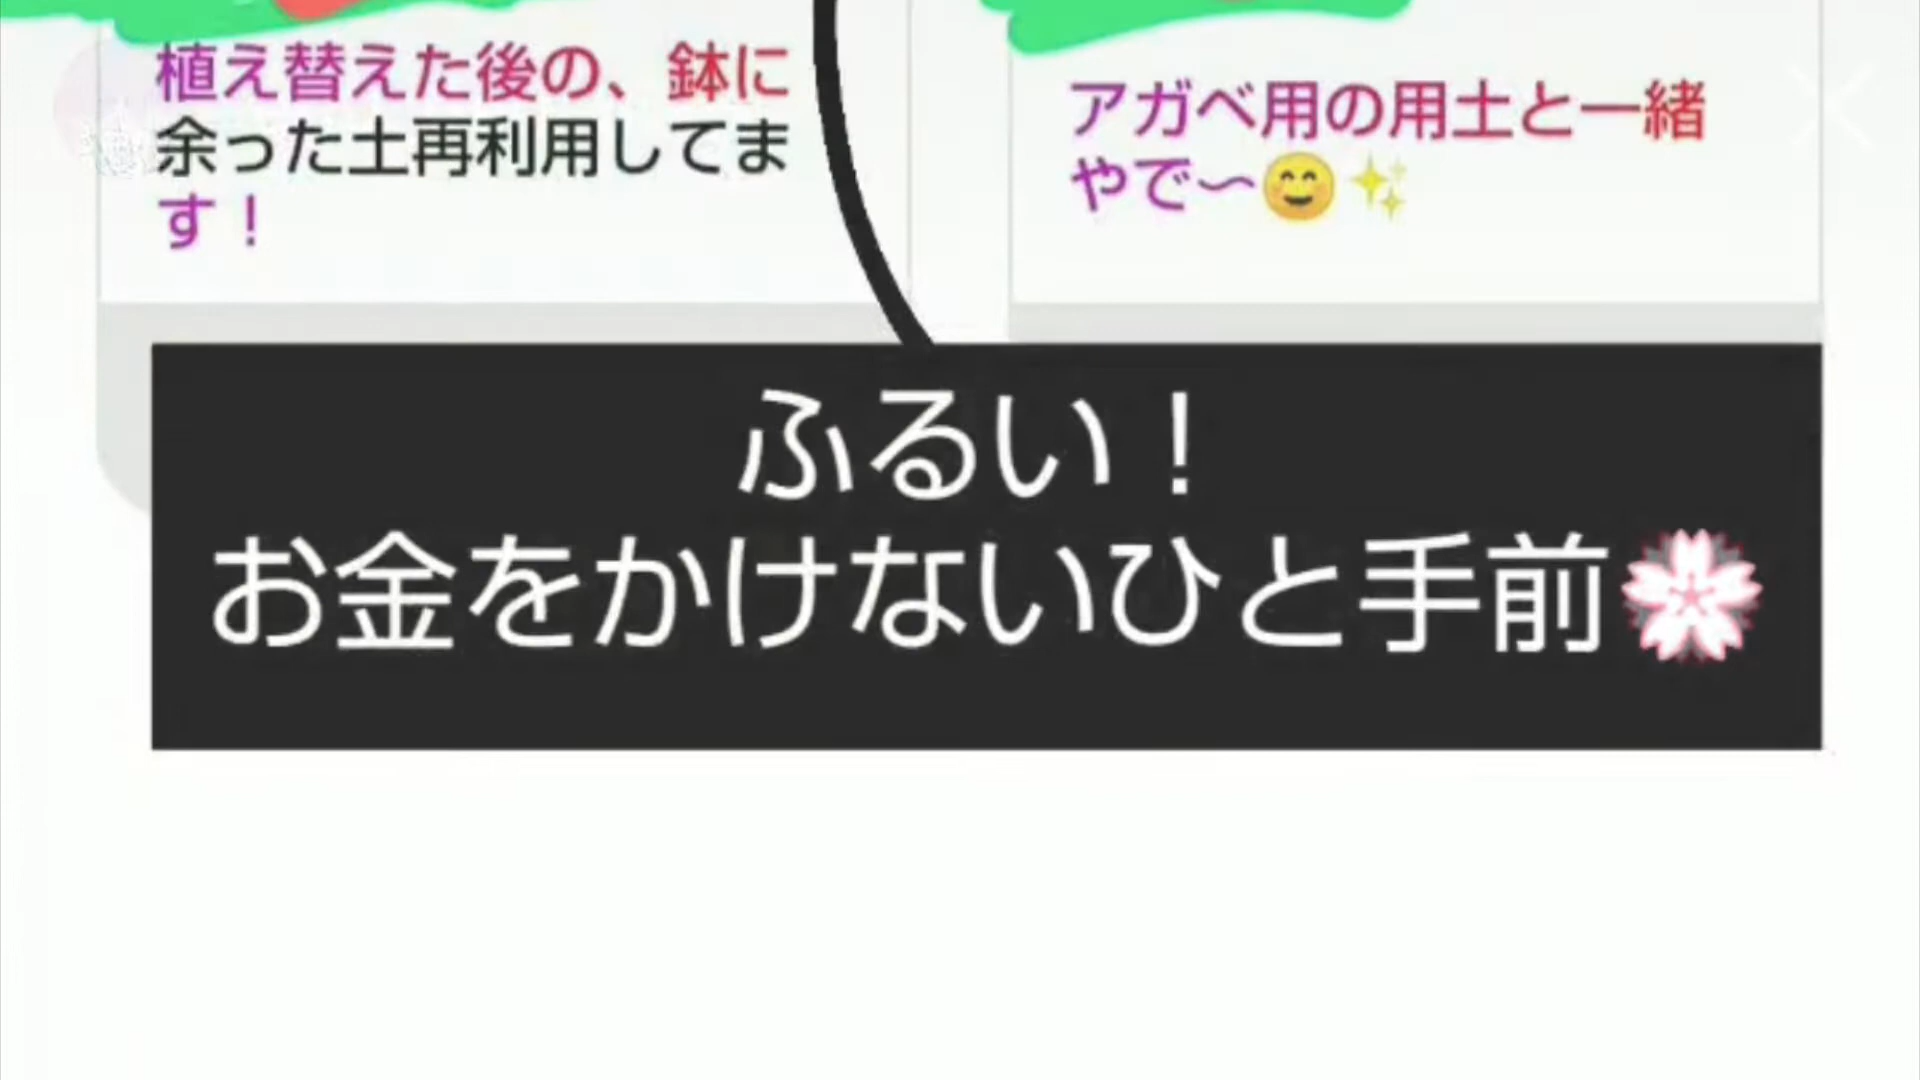 植え替えた後の、鉢に
余った土再利用してま
す！
アガベ用の用土と一緒
やで〜😊✨
ふるい！
お金をかけないひと手前🌸